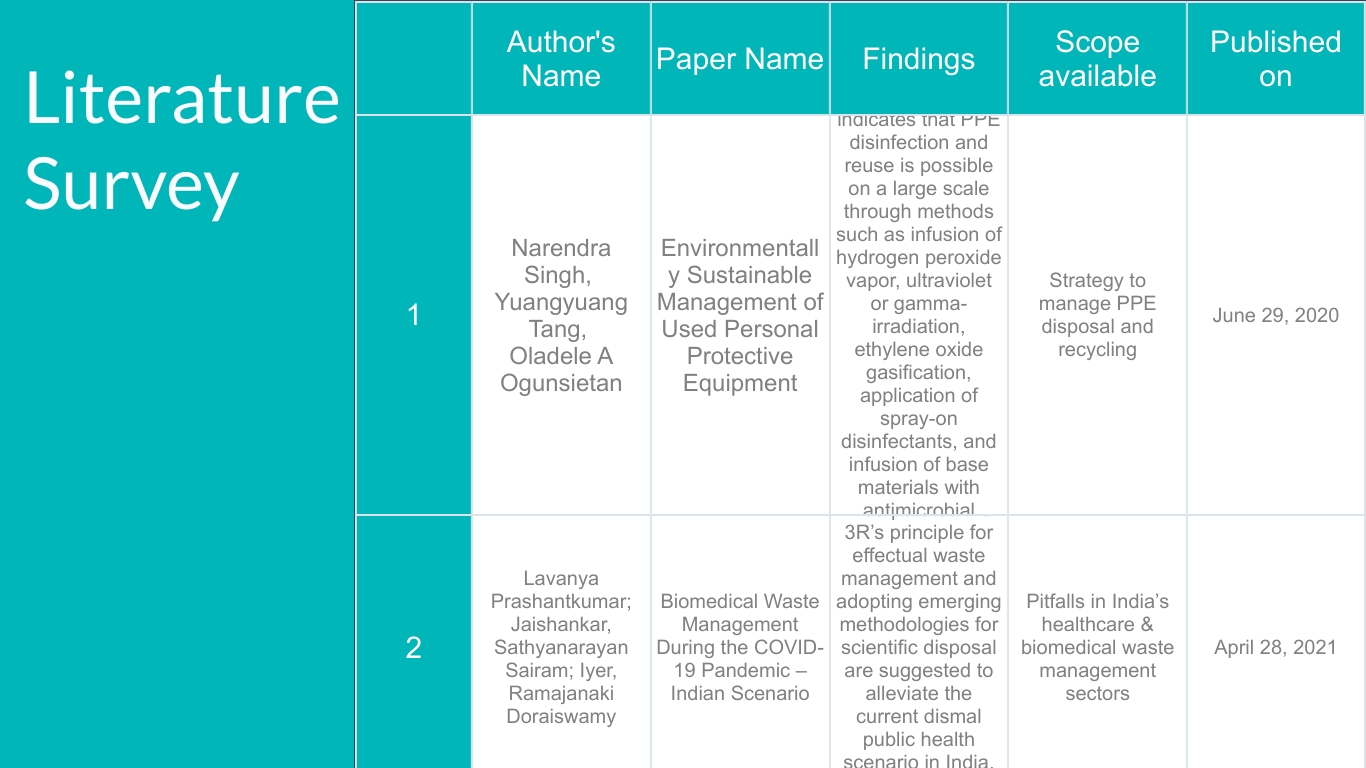 Literature
Survey
Author's
Name
Paper Name
Findings
Scope
available
Published
on
1
Narendra
Singh,
Yuangyuang
Tang,
Oladele A
Ogunsietan
Environmentall
y Sustainable
Management of
Used Personal
Protective
Equipment
indicates that PPE
disinfection and
reuse is possible
on a large scale
through methods
such as infusion of
hydrogen peroxide
vapor, ultraviolet
or gamma-
irradiation,
ethylene oxide
gasification,
application of
spray-on
disinfectants, and
infusion of base
materials with
antimicrobial
Strategy to
manage PPE
disposal and
recycling
June 29, 2020
2
Lavanya
Prashantkumar;
Jaishankar,
Sathyanarayan
Sairam; Iyer,
Ramajanaki
Doraiswamy
Biomedical Waste
Management
During the COVID-
19 Pandemic –
Indian Scenario
3R’s principle for
effectual waste
management and
adopting emerging
methodologies for
scientific disposal
are suggested to
alleviate the
current dismal
public health
scenario in India.
Pitfalls in India’s
healthcare &
biomedical waste
management
sectors
April 28, 2021